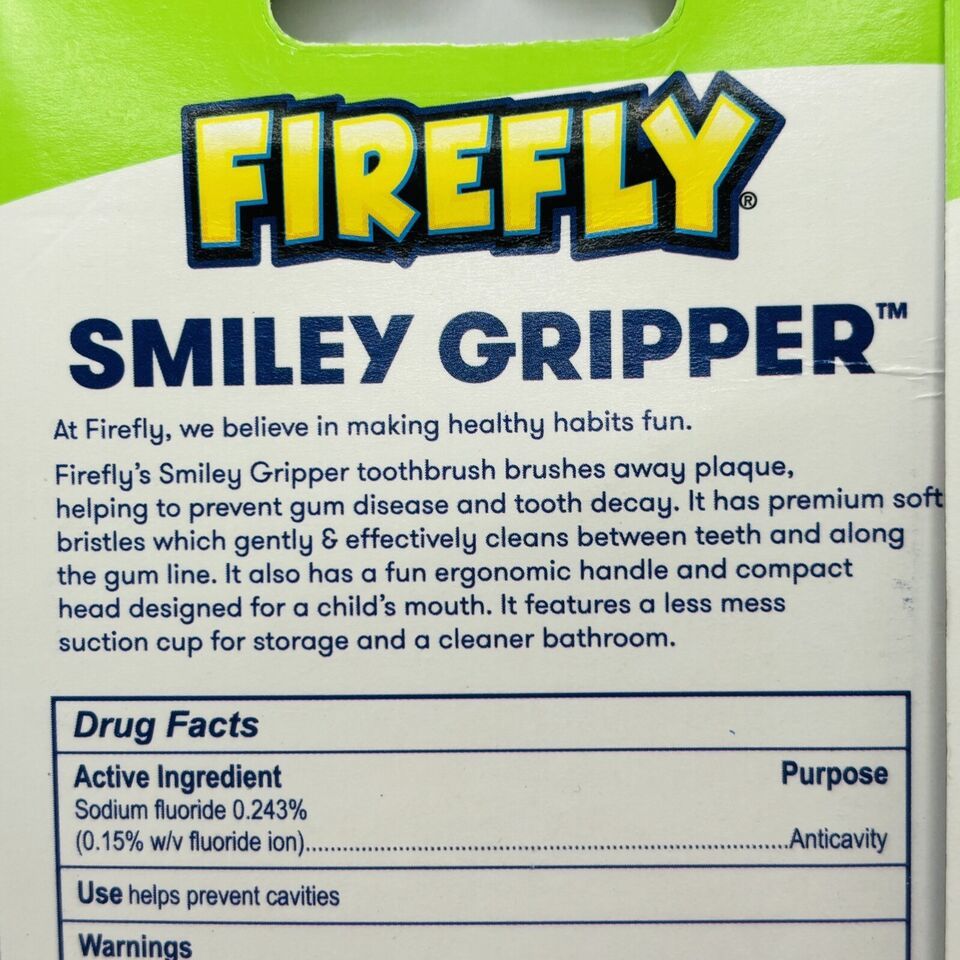 FIREFLY®
SMILEY GRIPPER™
At Firefly, we believe in making healthy habits fun.
Firefly's Smiley Gripper toothbrush brushes away plaque,
helping to prevent gum disease and tooth decay. It has premium soft
bristles which gently & effectively cleans between teeth and along
the gum line. It also has a fun ergonomic handle and compact
head designed for a child's mouth. It features a less mess
suction cup for storage and a cleaner bathroom.
Drug Facts
Active Ingredient Purpose
Sodium fluoride 0.243%
(0.15% w/v fluoride ion)..........................................................................Anticavity
Use helps prevent cavities
Warnings